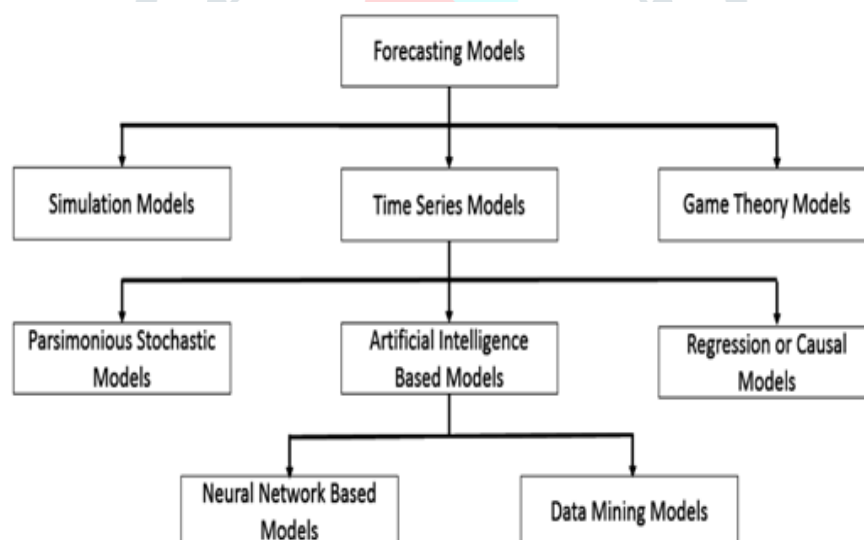 Forecasting Models
Simulation Models
Time Series Models
Game Theory Models
Parsimonious Stochastic
Models
Artificial Intelligence
Based Models
Regression or Causal
Models
Neural Network Based
Models
Data Mining Models